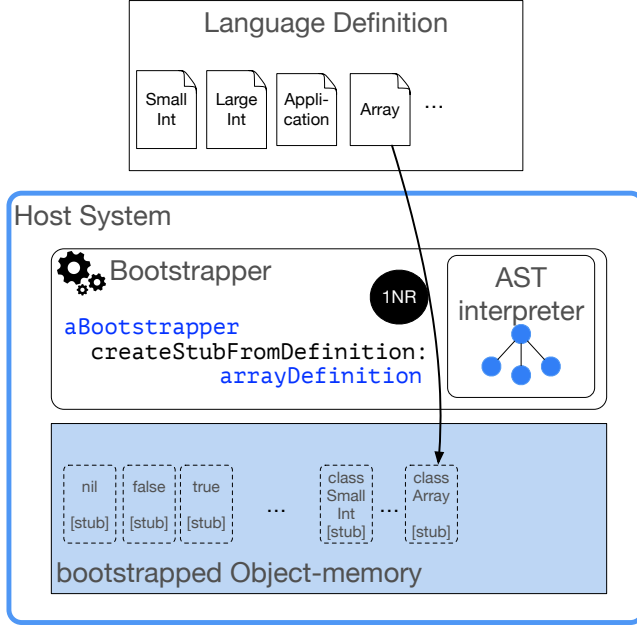 Language Definition
Small
Int
Large
Int
Appli-
cation
Array
...
Host System
Bootstrapper
1NR
AST
interpreter
aBootstrapper
createStubFromDefinition:
arrayDefinition
nil
[stub]
false
[stub]
true
[stub]
...
class
Small
Int
[stub]
...
class
Array
[stub]
bootstrapped Object-memory